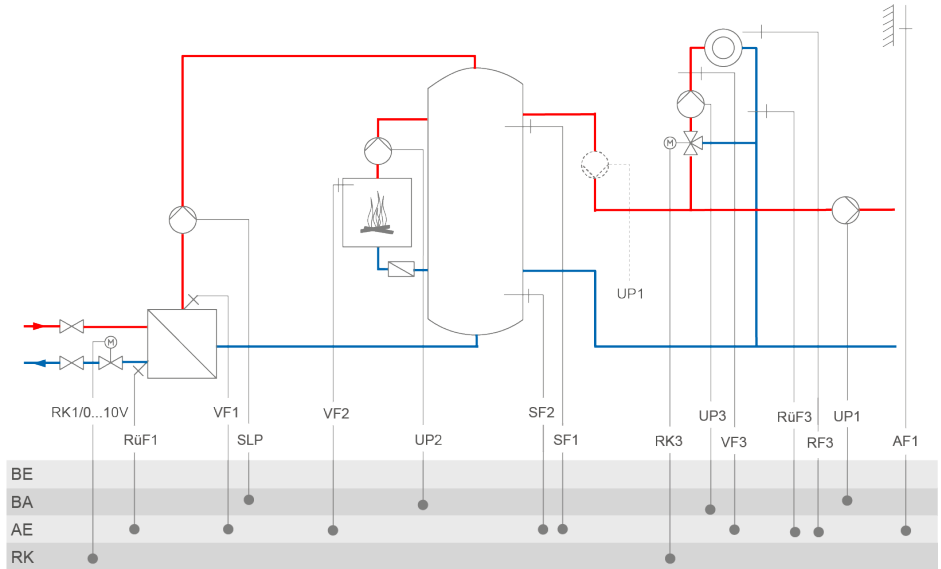 M
UP1
M
RK1/0...10V
VF1
VF2
SF2
UP3
RüF3
UP1
RüF1
SLP
UP2
SF1
RK3
VF3
RF3
AF1
BE
BA
AE
RK